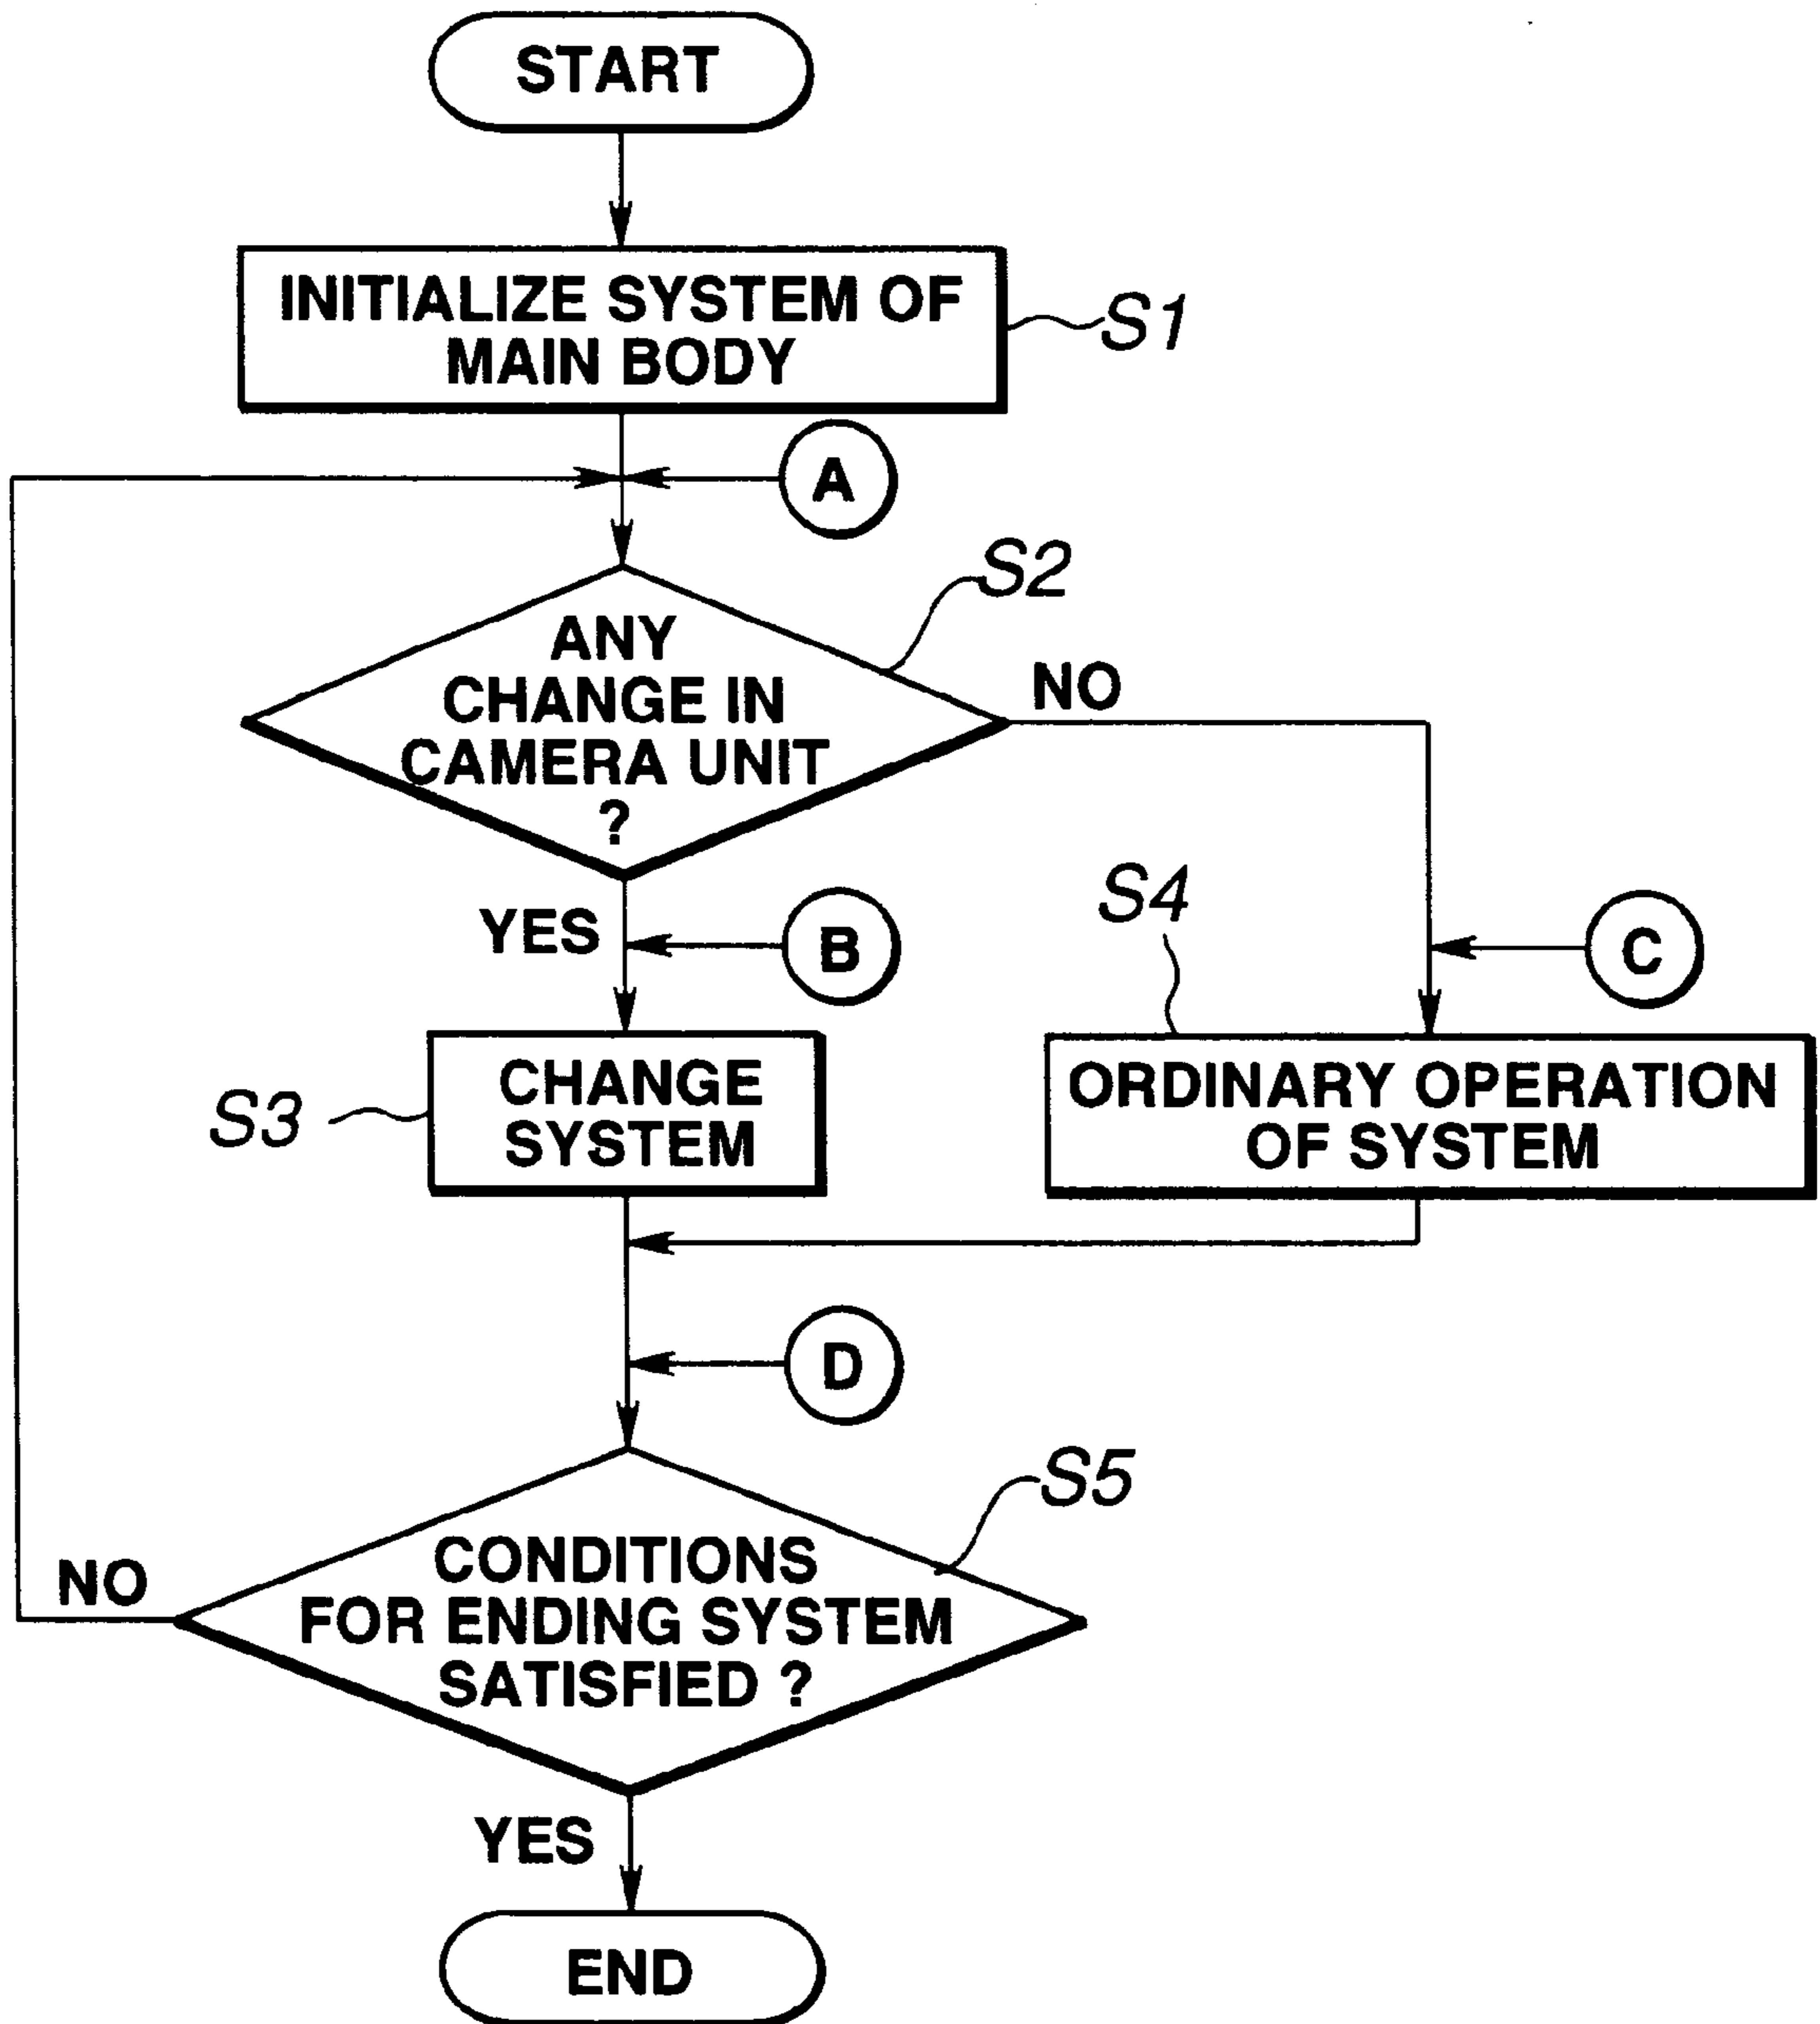 START
INITIALIZE SYSTEM OF
MAIN BODY
S1
A
S2
ANY
CHANGE IN
CAMERA UNIT
?
NO
YES
B
S4
C
S3
CHANGE
SYSTEM
ORDINARY OPERATION
OF SYSTEM
D
S5
CONDITIONS
FOR ENDING SYSTEM
SATISFIED ?
NO
YES
END